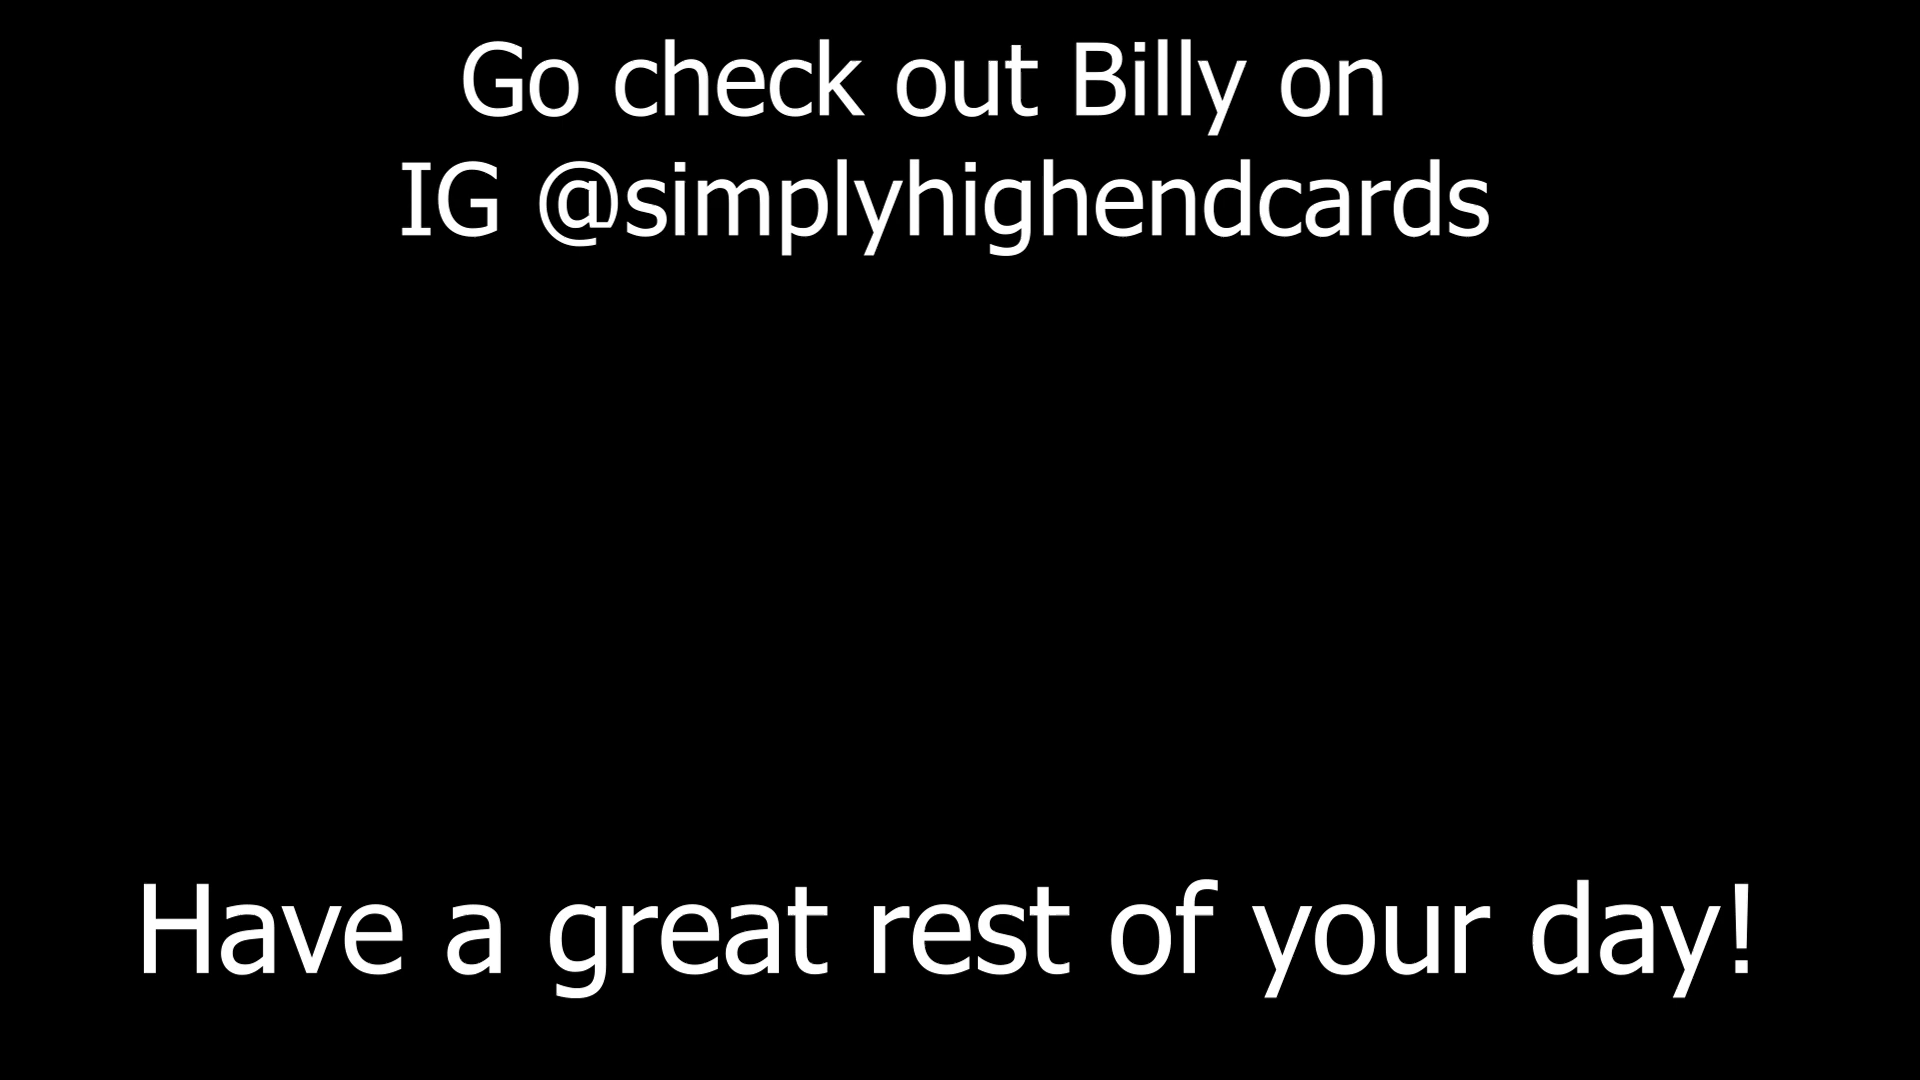 Go check out Billy on
IG @simplyhighendcards
Have a great rest of your day!